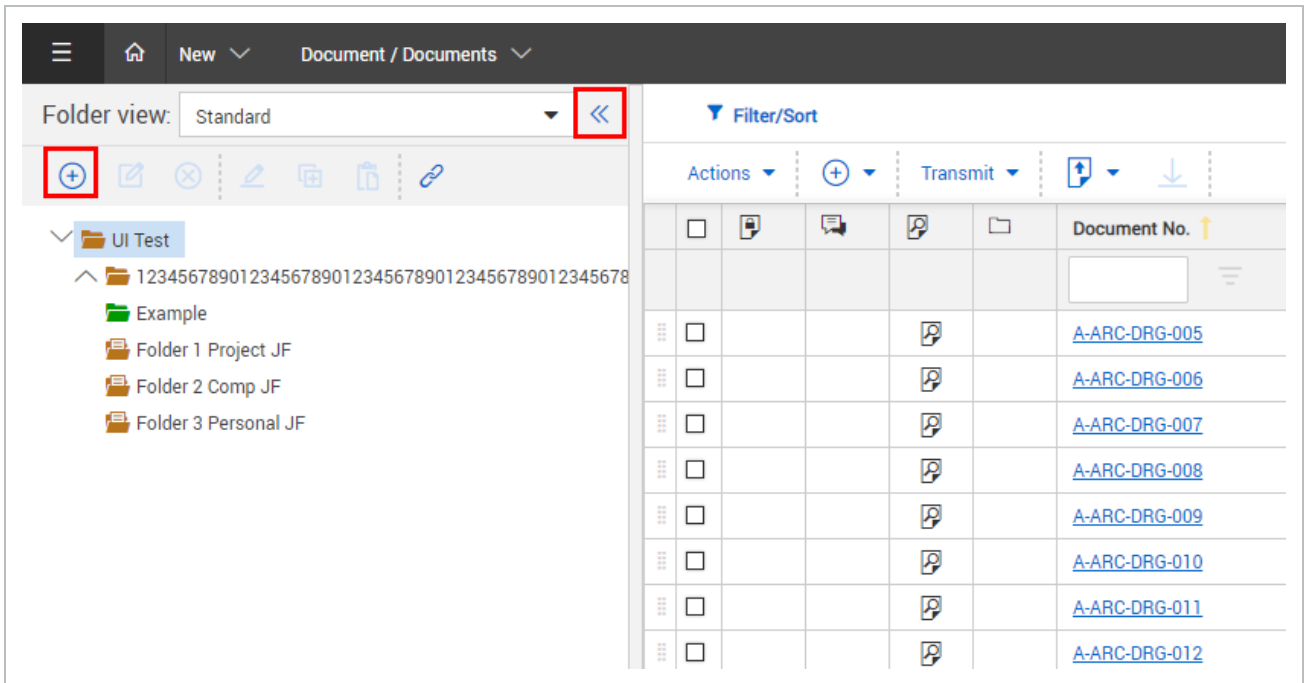 New Document / Documents
Folder view: Standard
Filter/Sort
Actions Transmit
UI Test
123456789012345678901234567890123456789012345678
Example
Folder 1 Project JF
Folder 2 Comp JF
Folder 3 Personal JF
Document No.
A-ARC-DRG-005
A-ARC-DRG-006
A-ARC-DRG-007
A-ARC-DRG-008
A-ARC-DRG-009
A-ARC-DRG-010
A-ARC-DRG-011
A-ARC-DRG-012